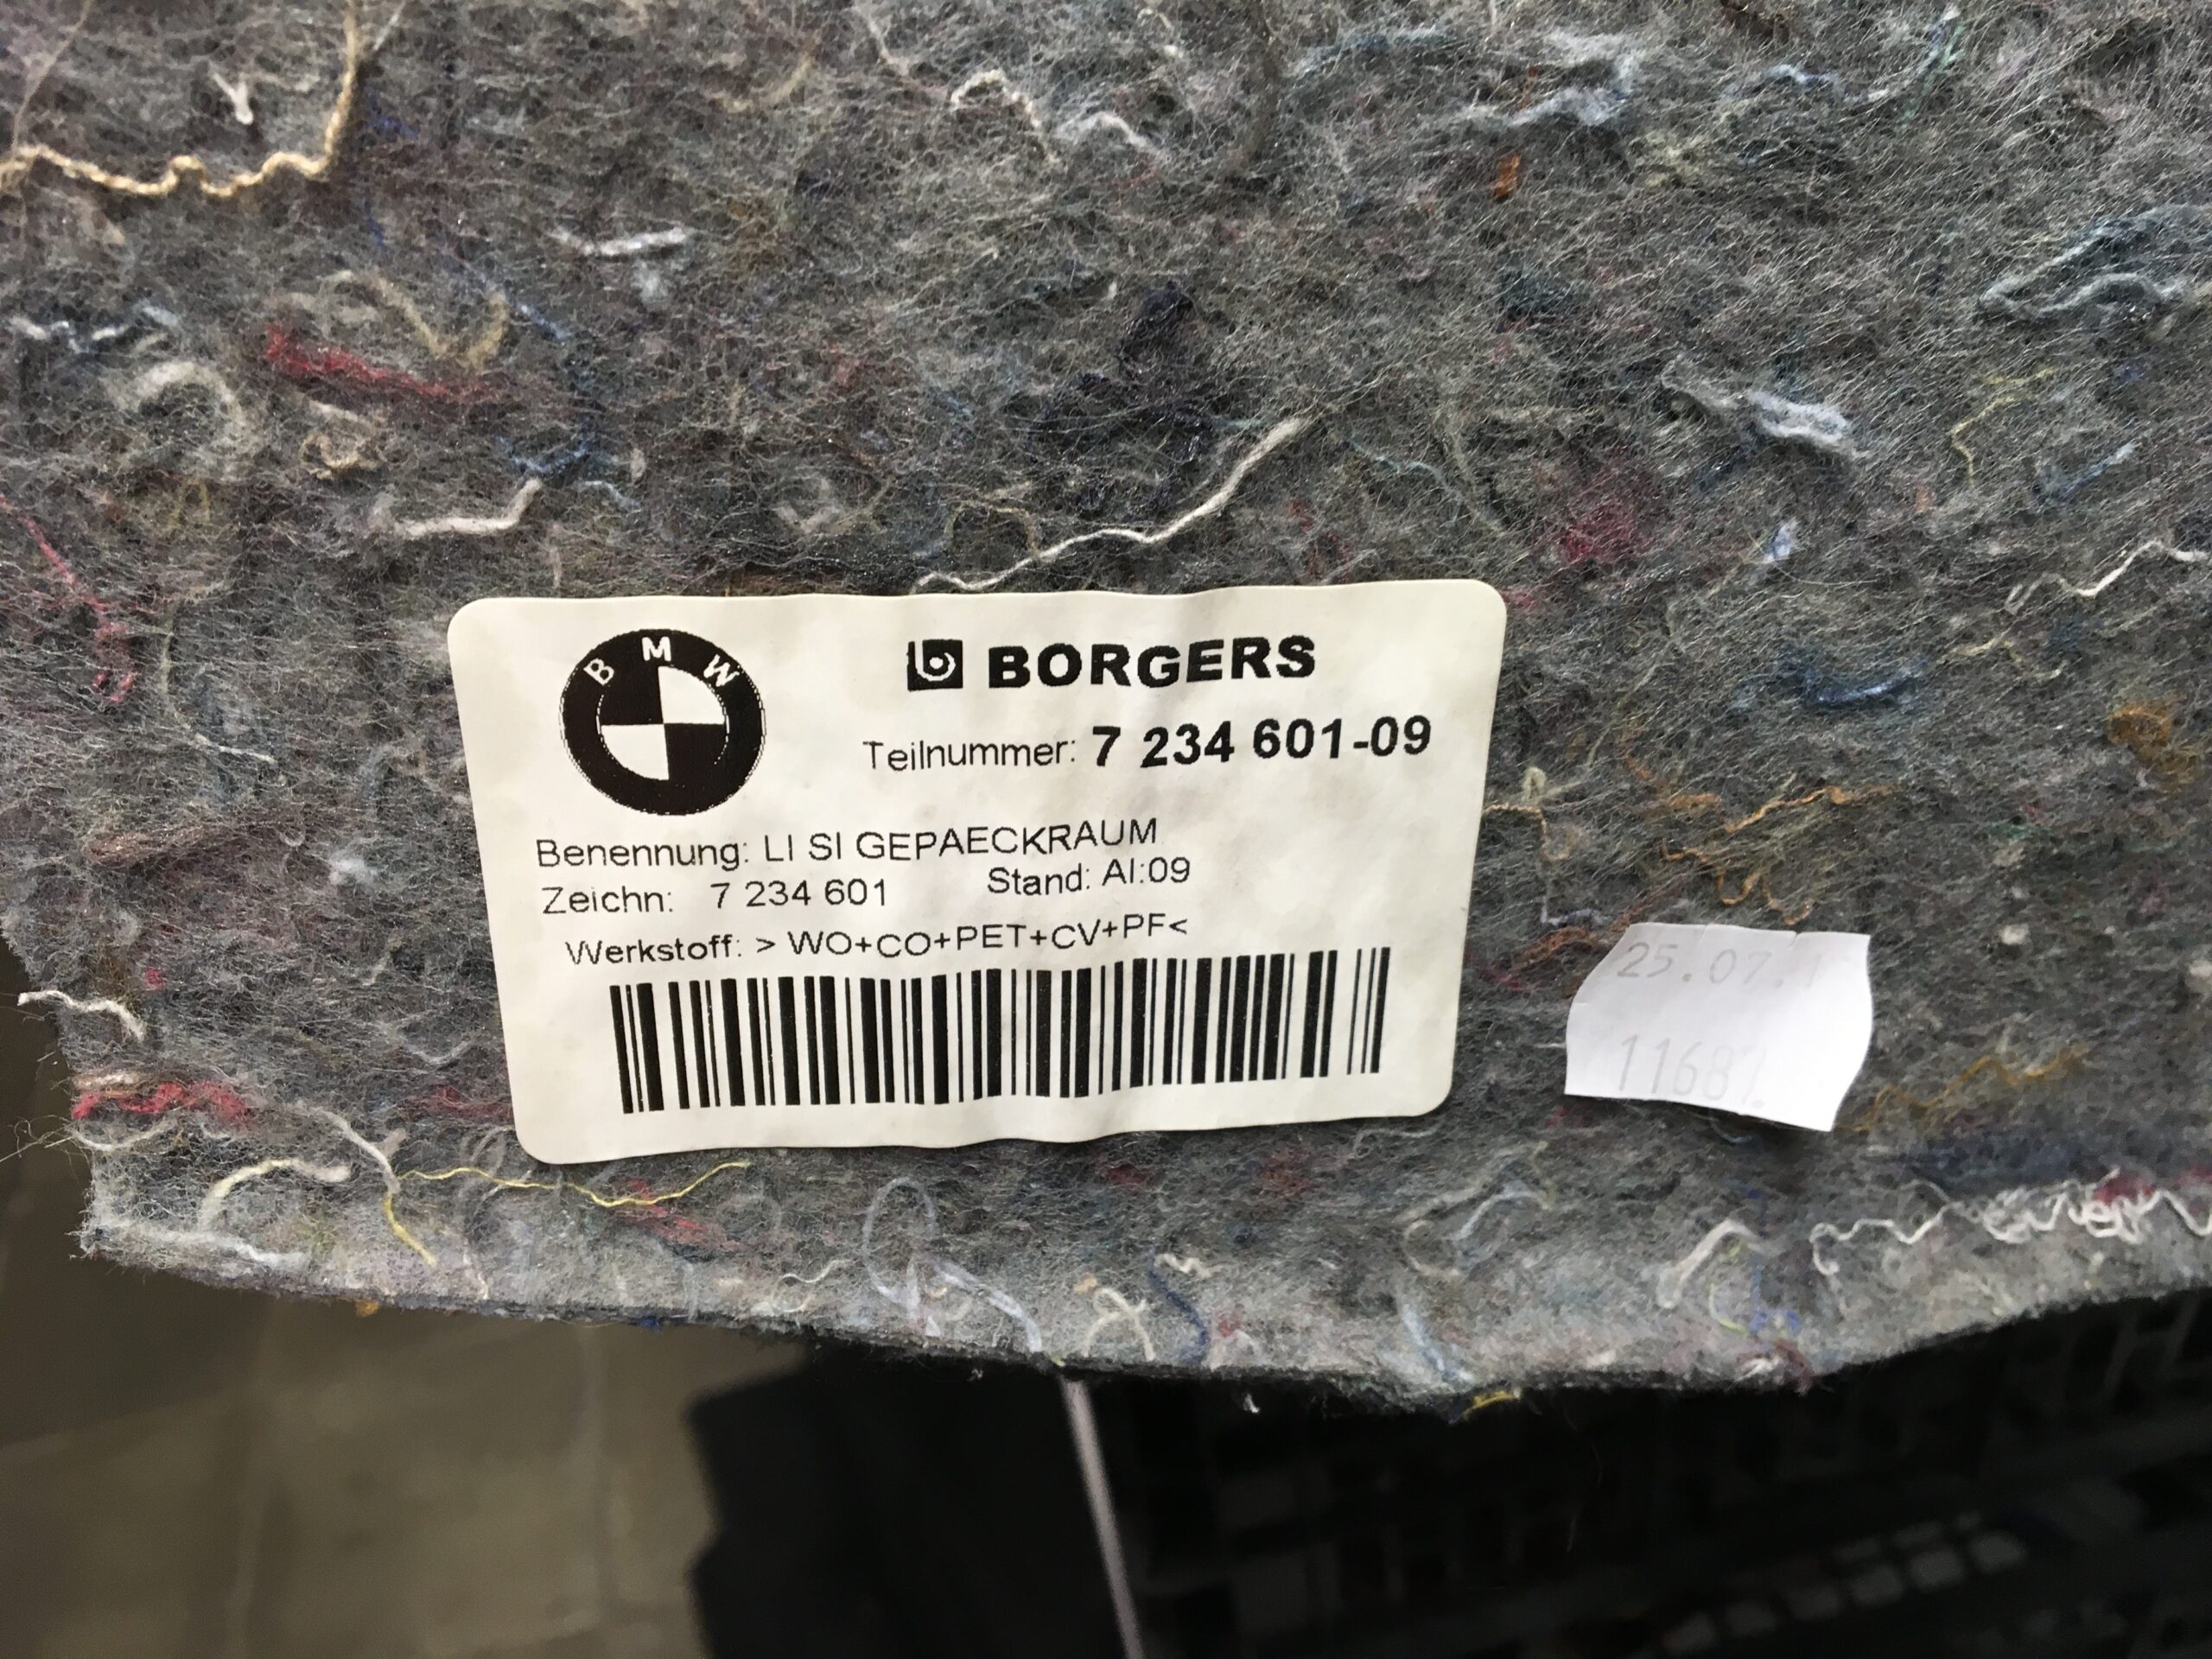 BMW
BORGERS
Teilnummer: 7 234 601-09
Benennung: LI SI GEPAECKRAUM
Zeichn: 7 234 601 Stand: AI:09
Werkstoff: > WO+CO+PET+CV+PF<
25.07.1
1168